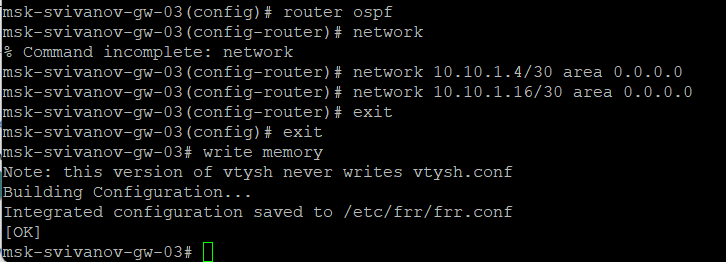 msk-svivanov-gw-03(config)# router ospf
msk-svivanov-gw-03(config-router)# network
% Command incomplete: network
msk-svivanov-gw-03(config-router)# network 10.10.1.4/30 area 0.0.0.0
msk-svivanov-gw-03(config-router)# network 10.10.1.16/30 area 0.0.0.0
msk-svivanov-gw-03(config-router)# exit
msk-svivanov-gw-03(config)# exit
msk-svivanov-gw-03# write memory
Note: this version of vtysh never writes vtysh.conf
Building Configuration...
Integrated configuration saved to /etc/frr/frr.conf
[OK]
msk-svivanov-gw-03#